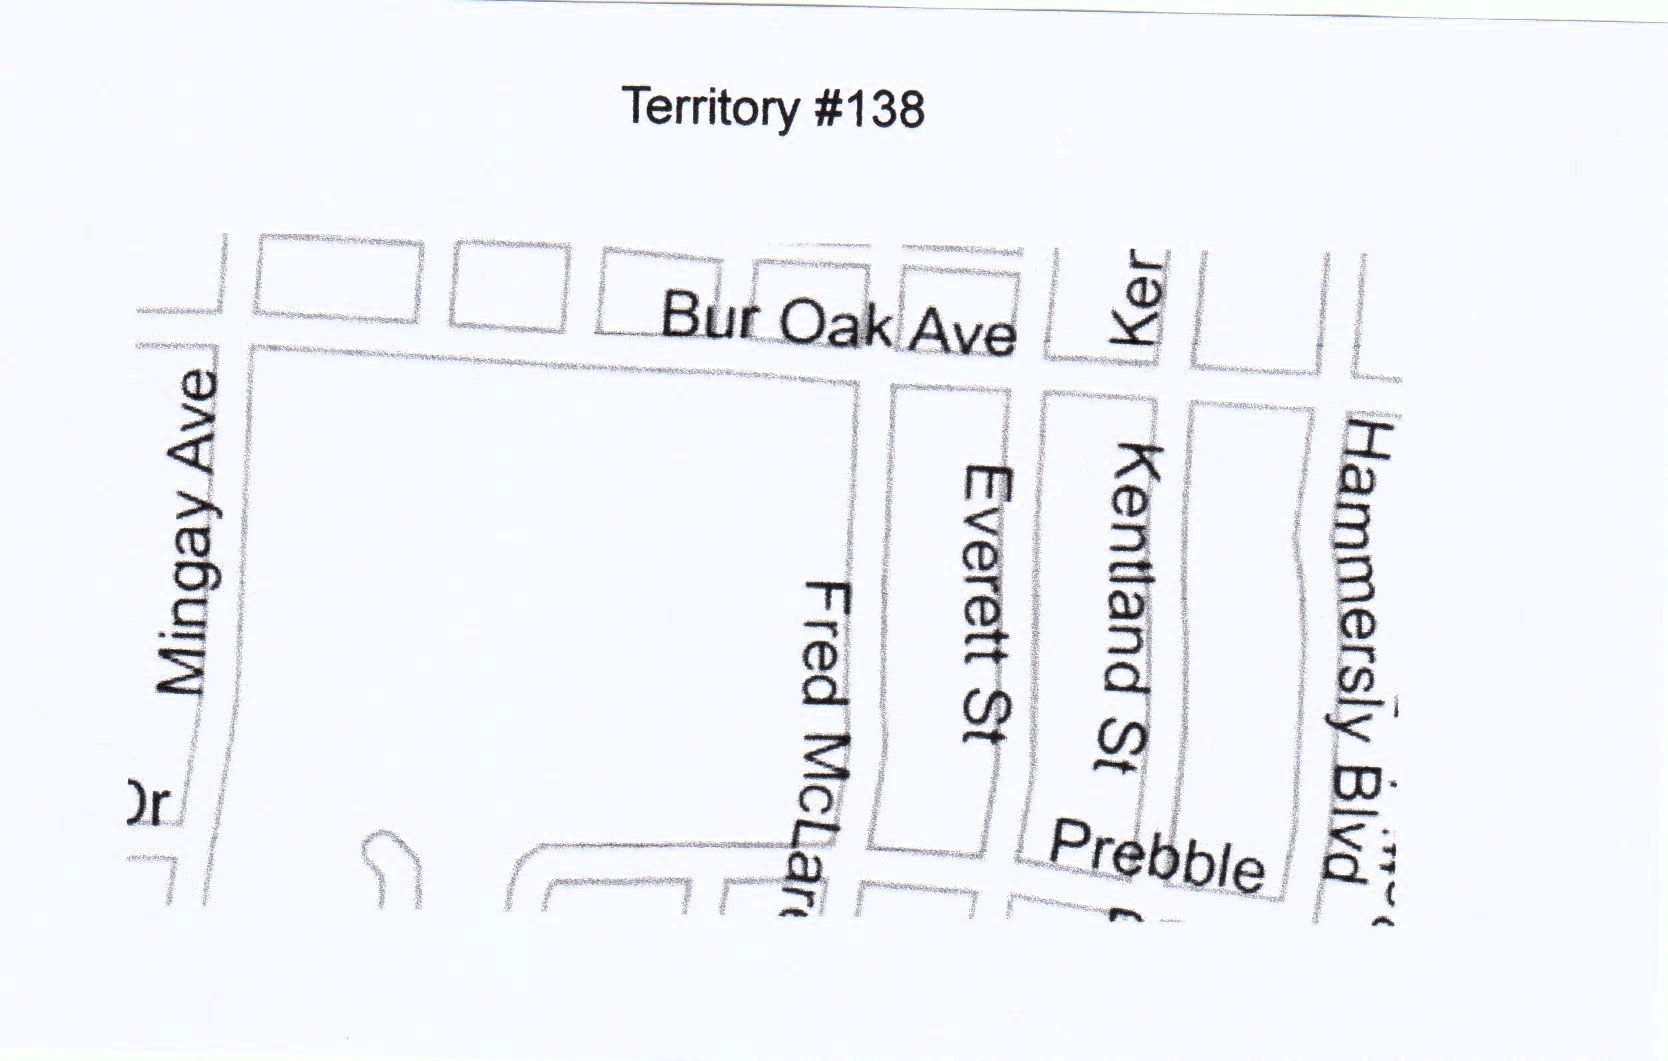 Territory #138
Ker
Bur Oak Ave
Mingay Ave
Fred McLar
Everett St
Kentland St
Hammersly Blvd
Dr
Prebble